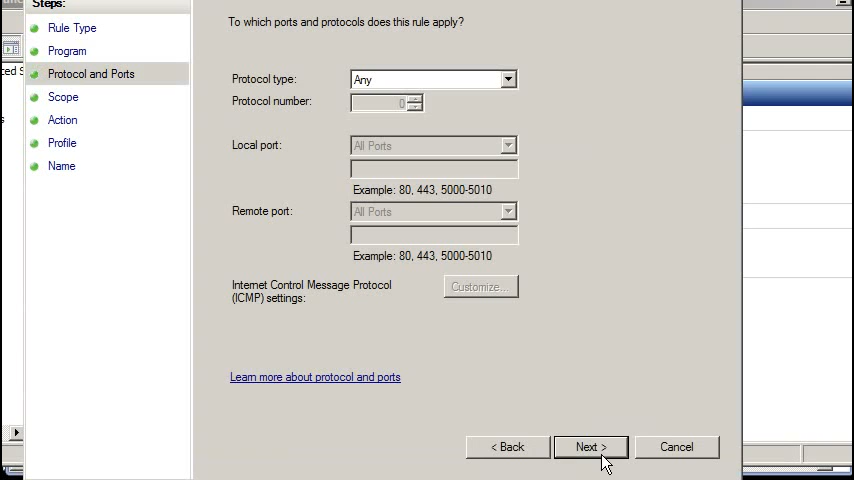 Steps:
Rule Type
Program
Protocol and Ports
Scope
Action
Profile
Name
To which ports and protocols does this rule apply?
Protocol type: Any
Protocol number: 0
Local port: All Ports
Example: 80, 443, 5000-5010
Remote port: All Ports
Example: 80, 443, 5000-5010
Internet Control Message Protocol
(ICMP) settings: Customize...
Learn more about protocol and ports
< Back Next > Cancel